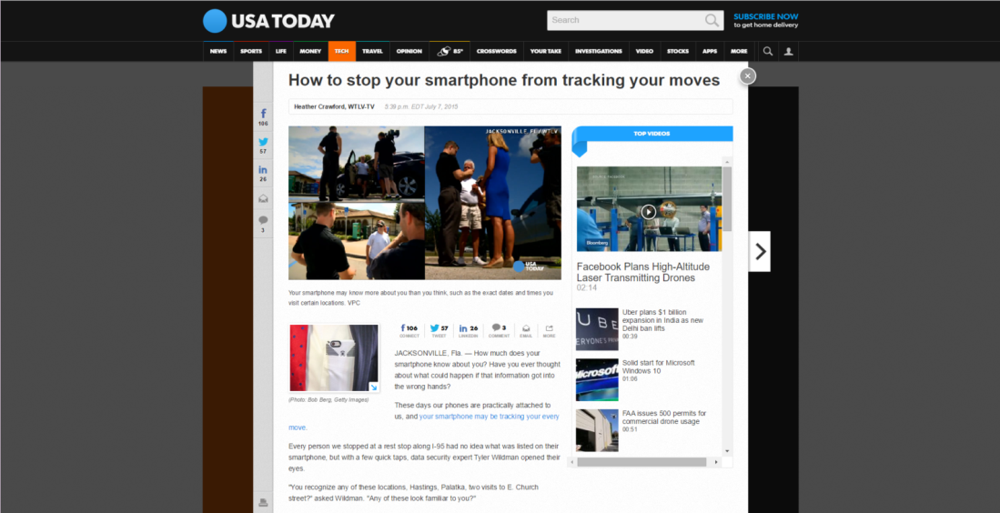 USA TODAY
Search
SUBSCRIBE NOW
to get home delivery
NEWS SPORTS LIFE MONEY TECH TRAVEL OPINION 85° CROSSWORDS YOUR TAKE INVESTIGATIONS VIDEO STOCKS APPS MORE
How to stop your smartphone from tracking your moves
Heather Crawford, WTLV-TV 5:38 p.m. EDT July 7, 2015
106
57
26
3
JACKSONVILLE, FL/WTLV
USA
TODAY
Your smartphone may know more about you than you think, such as the exact dates and times you
visit certain locations. VPC
(Photo: Bob Berg, Getty Images)
106 57 26 3
CONNECT TWEET LINKEDIN COMMENT EMAIL MORE
JACKSONVILLE, Fla. — How much does your
smartphone know about you? Have you ever thought
about what could happen if that information got into
the wrong hands?
These days our phones are practically attached to
us, and your smartphone may be tracking your every
move.
Every person we stopped at a rest stop along I-95 had no idea what was listed on their
smartphone, but with a few quick taps, data security expert Tyler Wildman opened their
eyes.
"You recognize any of these locations, Hastings, Palatka, two visits to E. Church
street?" asked Wildman. "Any of these look familiar to you?"
TOP VIDEOS
Bloomberg
Facebook Plans High-Altitude
Laser Transmitting Drones
02:14
UBE
Uber plans $1 billion
expansion in India as new
Delhi ban lifts
00:39
Microsoft
Solid start for Microsoft
Windows 10
01:06
FAA issues 500 permits for
commercial drone usage
00:51